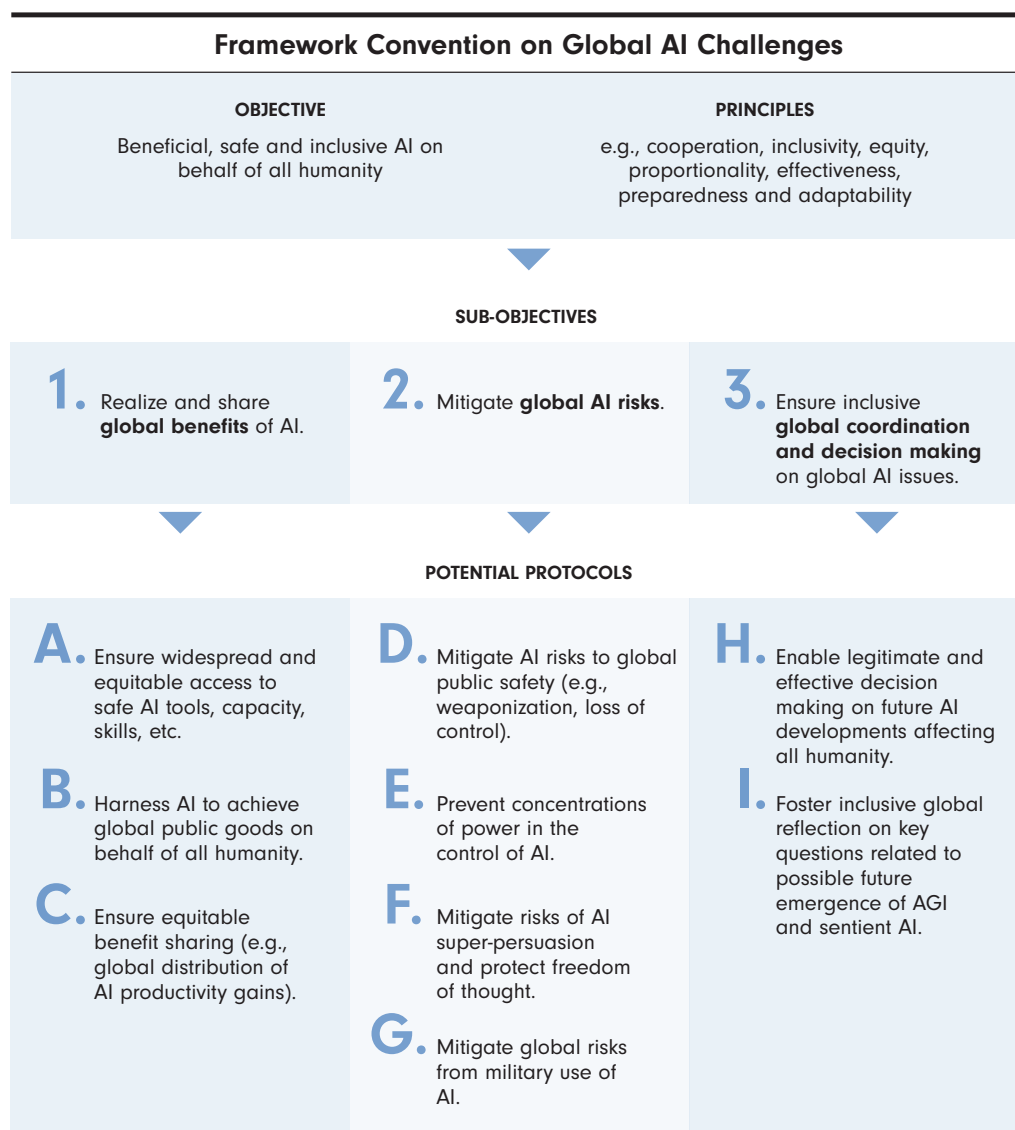 Framework Convention on Global AI Challenges
OBJECTIVE
Beneficial, safe and inclusive AI on
behalf of all humanity
PRINCIPLES
e.g., cooperation, inclusivity, equity,
proportionality, effectiveness,
preparedness and adaptability
SUB-OBJECTIVES
1. Realize and share
global benefits of AI.
2. Mitigate global AI risks.
3. Ensure inclusive
global coordination
and decision making
on global AI issues.
POTENTIAL PROTOCOLS
A. Ensure widespread and
equitable access to
safe AI tools, capacity,
skills, etc.
B. Harness AI to achieve
global public goods on
behalf of all humanity.
C. Ensure equitable
benefit sharing (e.g.,
global distribution of
AI productivity gains).
D. Mitigate AI risks to global
public safety (e.g.,
weaponization, loss of
control).
E. Prevent concentrations
of power in the
control of AI.
F. Mitigate risks of AI
super-persuasion
and protect freedom
of thought.
G. Mitigate global risks
from military use of
AI.
H. Enable legitimate and
effective decision
making on future AI
developments affecting
all humanity.
I. Foster inclusive global
reflection on key
questions related to
possible future
emergence of AGI
and sentient AI.